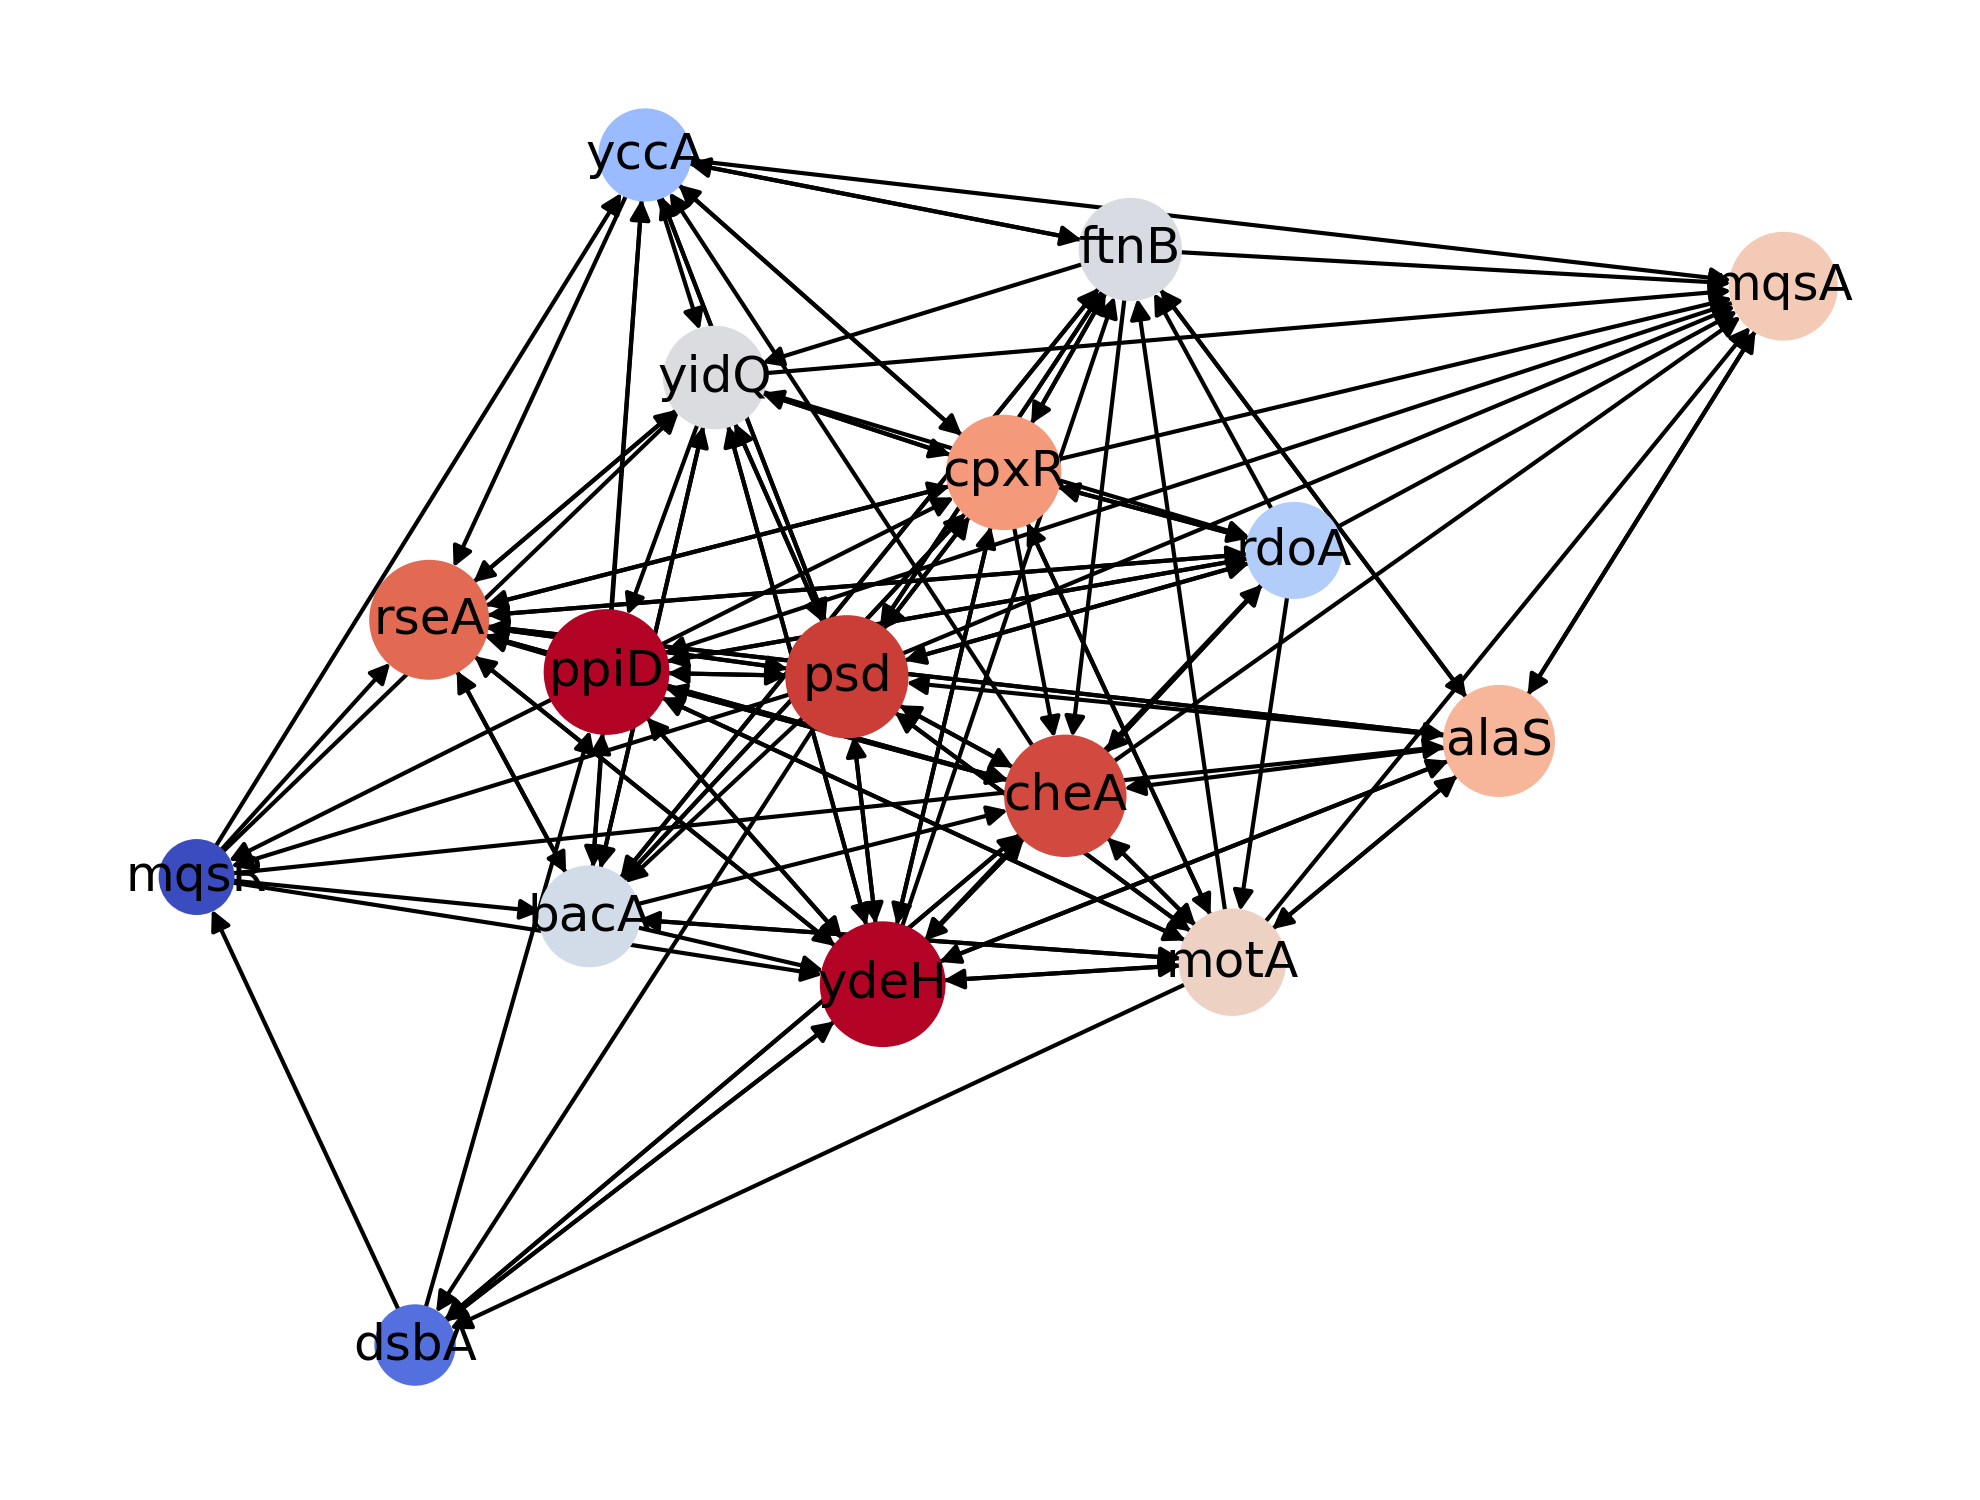 yccA
ftnB
mqsA
yidQ
cpxR
rdoA
rseA
ppiD
psd
alaS
cheA
mqsR
bacA
motA
ydeH
dsbA